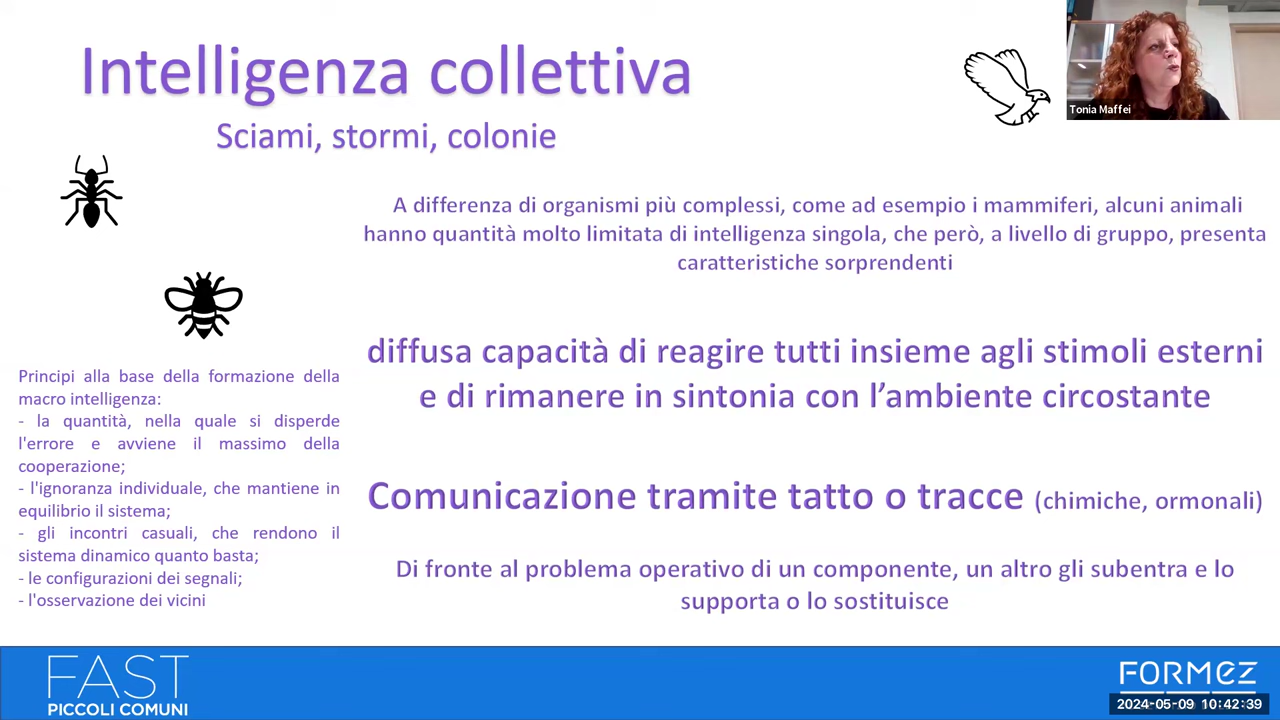 Intelligenza collettiva
Sciami, stormi, colonie
Tonia Maffei
A differenza di organismi più complessi, come ad esempio i mammiferi, alcuni animali
hanno quantità molto limitata di intelligenza singola, che però, a livello di gruppo, presenta
caratteristiche sorprendenti
diffusa capacità di reagire tutti insieme agli stimoli esterni
e di rimanere in sintonia con l’ambiente circostante
Principi alla base della formazione della
macro intelligenza:
- la quantità, nella quale si disperde
l'errore e avviene il massimo della
cooperazione;
- l'ignoranza individuale, che mantiene in
equilibrio il sistema;
- gli incontri casuali, che rendono il
sistema dinamico quanto basta;
- le configurazioni dei segnali;
- l'osservazione dei vicini
Comunicazione tramite tatto o tracce (chimiche, ormonali)
Di fronte al problema operativo di un componente, un altro gli subentra e lo
supporta o lo sostituisce
FAST
PICCOLI COMUNI
FORMEZ
2024-05-09 10:42:39